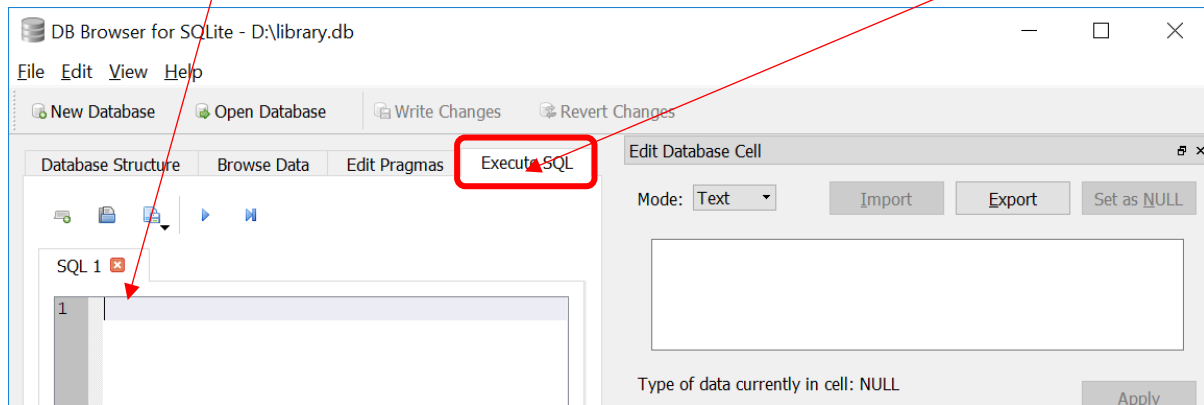 DB Browser for SQLite - D:\library.db
File Edit View Help
New Database Open Database Write Changes Revert Changes
Database Structure Browse Data Edit Pragmas Execute SQL
Edit Database Cell
Mode: Text Import Export Set as NULL
SQL 1
1
Type of data currently in cell: NULL
Apply